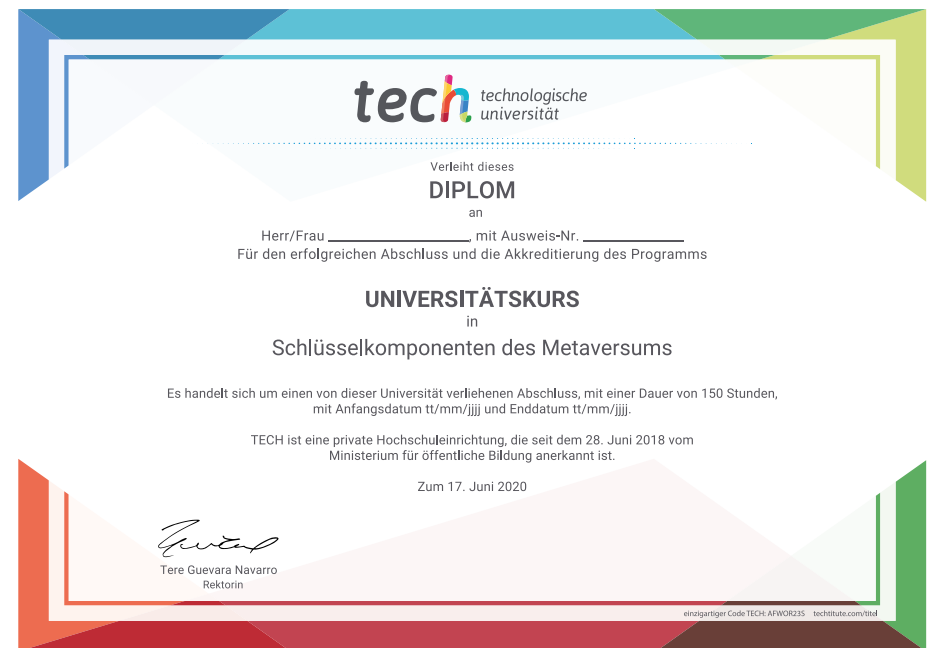 tech technologische
universität
Verleiht dieses
DIPLOM
an
Herr/Frau ____________________, mit Ausweis-Nr. ______________
Für den erfolgreichen Abschluss und die Akkreditierung des Programms
UNIVERSITÄTSKURS
in
Schlüsselkomponenten des Metaversums
Es handelt sich um einen von dieser Universität verliehenen Abschluss, mit einer Dauer von 150 Stunden,
mit Anfangsdatum tt/mm/jjjj und Enddatum tt/mm/jjjj.
TECH ist eine private Hochschuleinrichtung, die seit dem 28. Juni 2018 vom
Ministerium für öffentliche Bildung anerkannt ist.
Zum 17. Juni 2020
Tere Guevara Navarro
Rektorin
einzigartiger Code TECH: AFWOR23S techtitute.com/titel